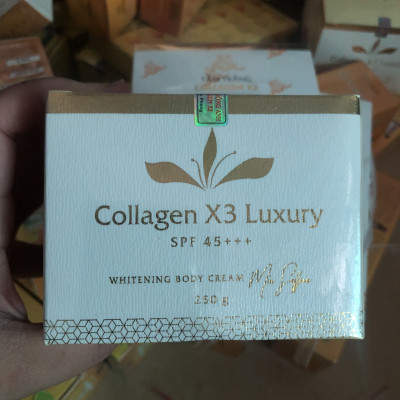 Collagen X3 Luxury
SPF 45+++
WHITENING BODY CREAM
250 g